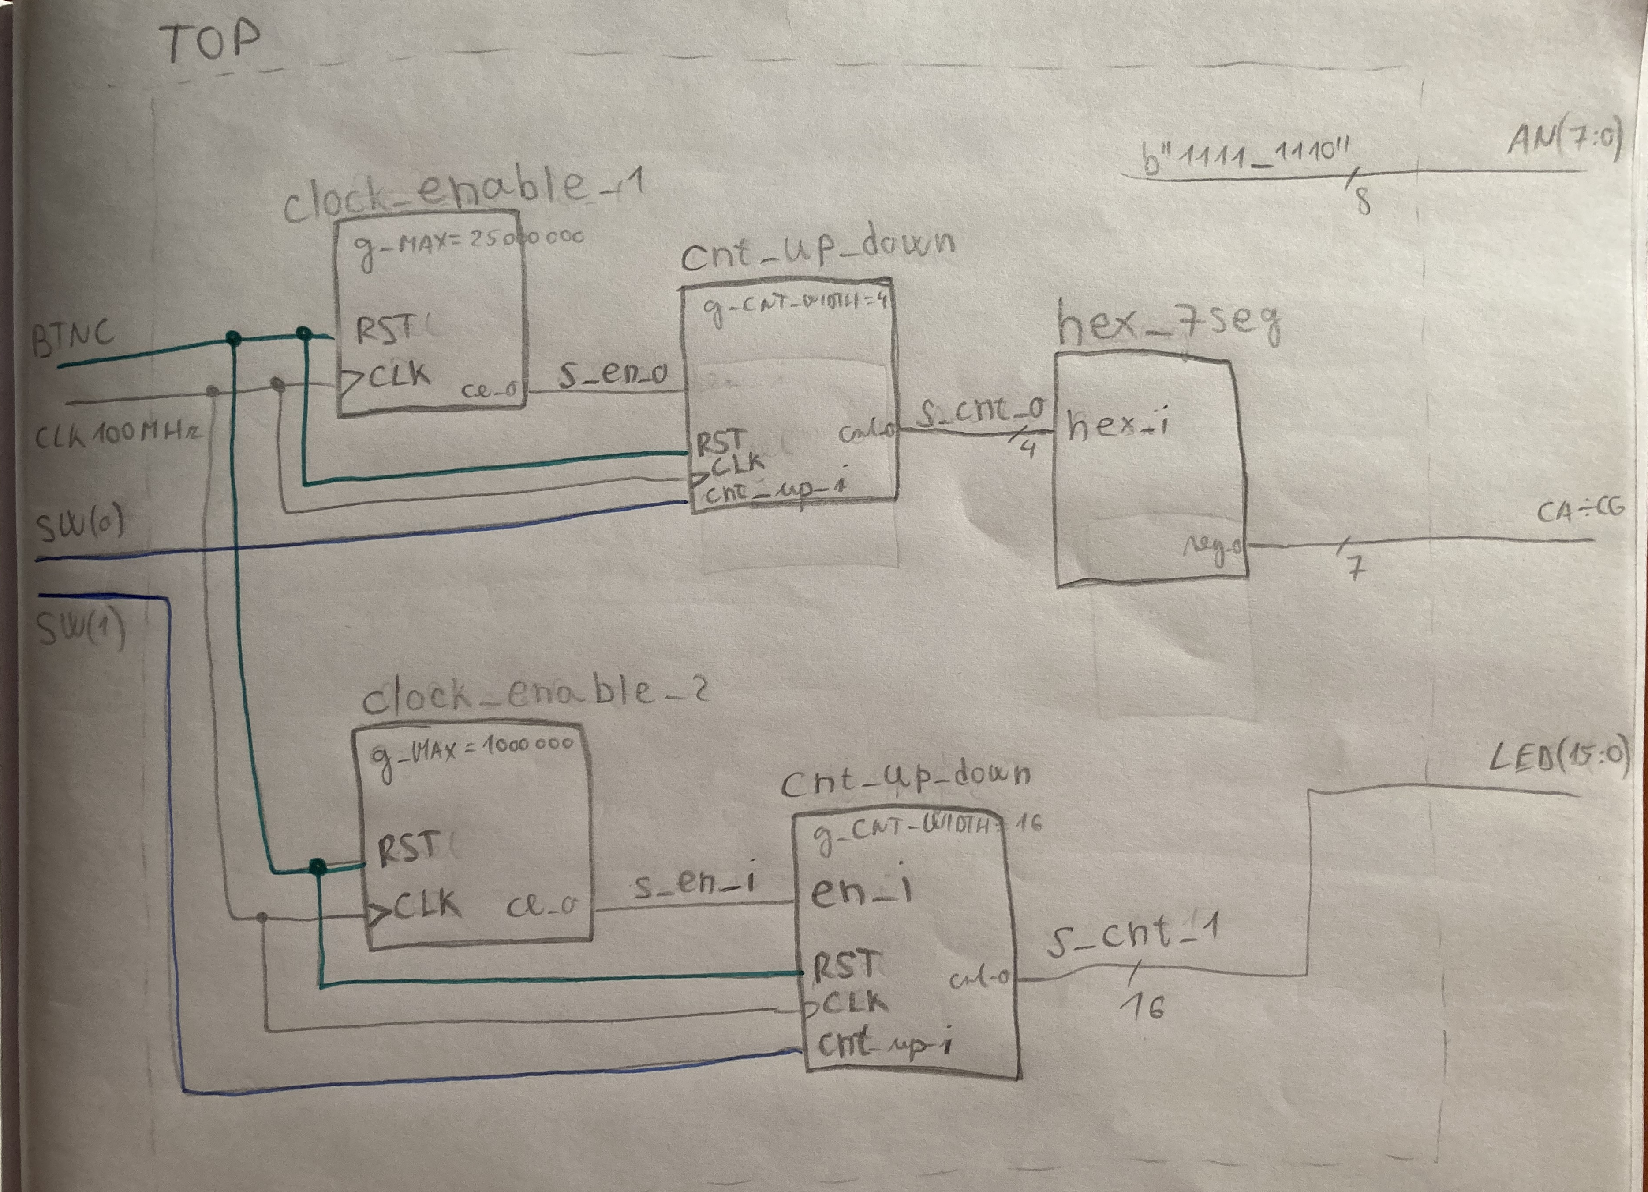 TOP
b"1111_1110"
8
AN(7:0)
clock_enable_1
g_MAX=25000000
RST
CLK
ce_o
BTNC
CLK100MHz
SW(0)
SW(1)
s_en_o
cnt_up_down
g_CNT_WIDTH=4
RST
CLK
cnt_up_i
cnt_o
s_cnt_o
4
hex_7seg
hex_i
seg_o
7
CA÷CG
clock_enable_2
g_MAX=1000000
RST
CLK
ce_o
s_en_i
cnt_up_down
g_CNT_WIDTH=16
en_i
RST
CLK
cnt_up_i
cnt_o
s_cnt_1
16
LED(15:0)